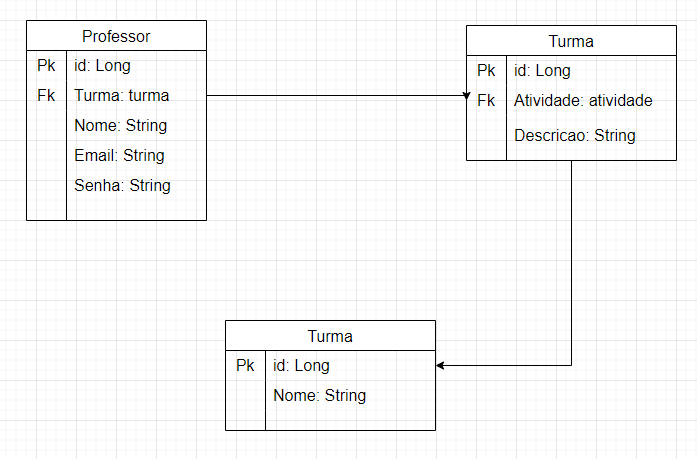 Professor
Pk id: Long
Fk Turma: turma
Nome: String
Email: String
Senha: String
Turma
Pk id: Long
Fk Atividade: atividade
Descricao: String
Turma
Pk id: Long
Nome: String